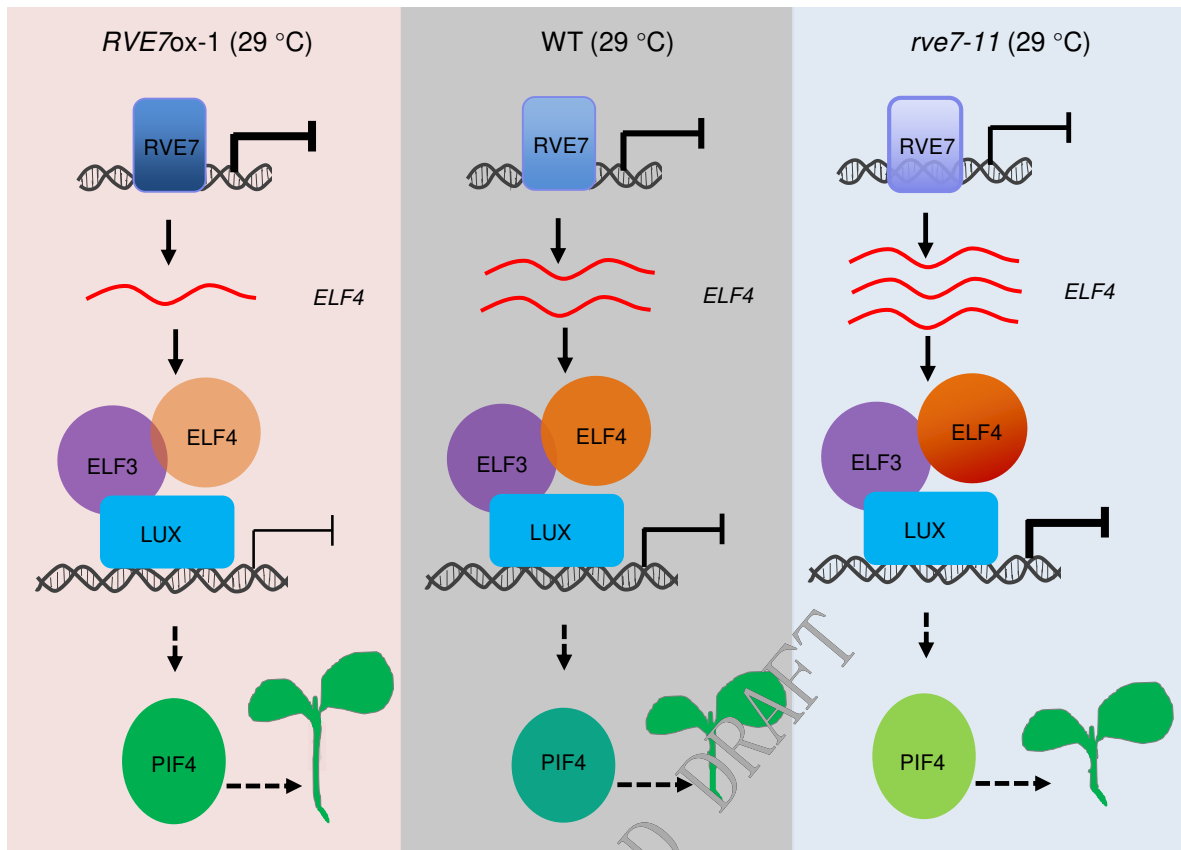 RVE7ox-1 (29 °C)
RVE7
ELF4
ELF4
ELF3
LUX
PIF4
WT (29 °C)
RVE7
ELF4
ELF4
ELF3
LUX
PIF4
rve7-11 (29 °C)
RVE7
ELF4
ELF4
ELF3
LUX
PIF4
D DRAFT